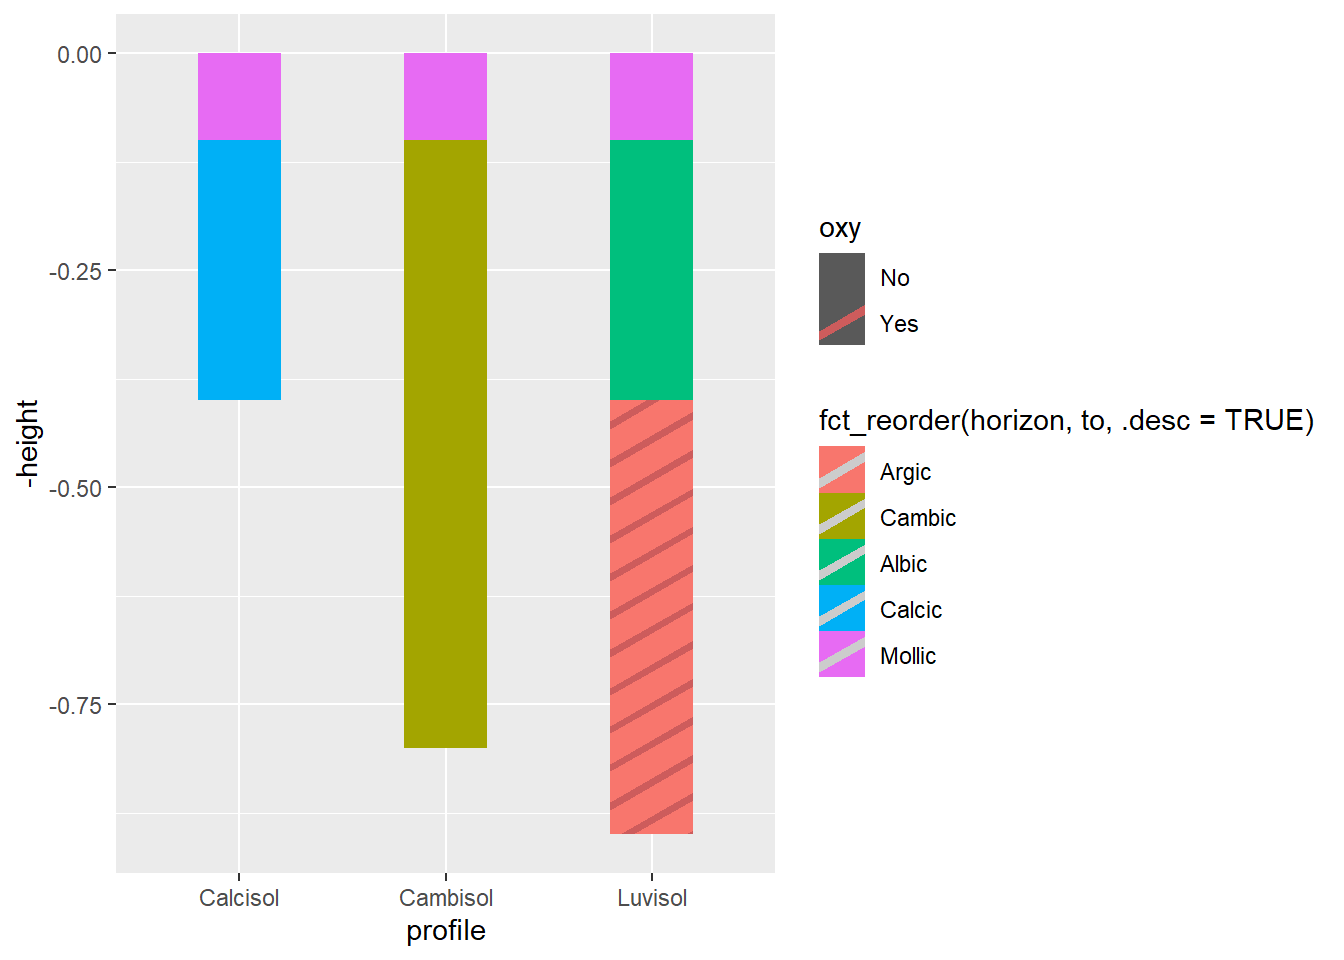 0.00
-0.25
-0.50
-0.75
-height
Calcisol
Cambisol
Luvisol
profile
oxy
No
Yes
fct_reorder(horizon, to, .desc = TRUE)
Argic
Cambic
Albic
Calcic
Mollic